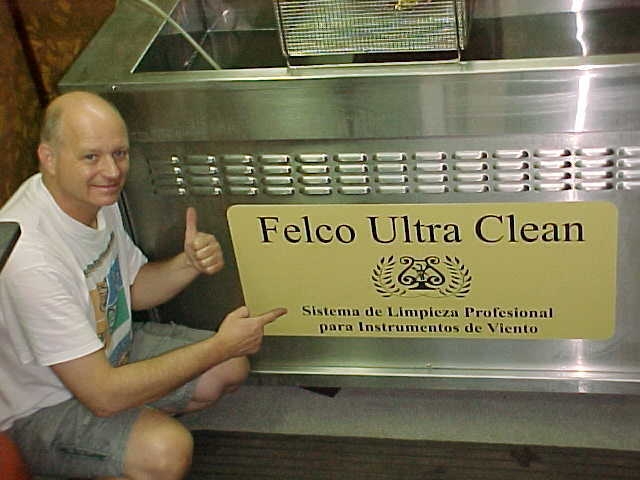 Felco Ultra Clean
Sistema de Limpieza Profesional
para Instrumentos de Viento